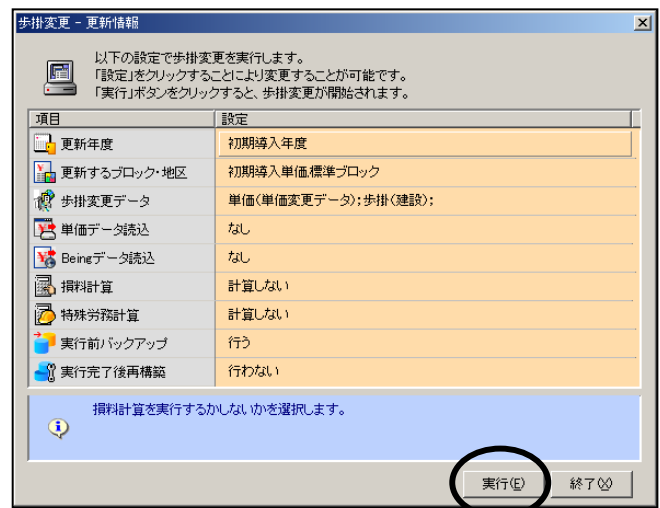 歩掛変更 - 更新情報
以下の設定で歩掛変更を実行します。
「設定」をクリックすることにより変更することが可能です。
「実行」ボタンをクリックすると、歩掛変更が開始されます。
項目 設定
更新年度 初期導入年度
更新するブロック・地区 初期導入単価,標準ブロック
歩掛変更データ 単価(単価変更データ);歩掛(建設);
単価データ読込 なし
Beingデータ読込 なし
損料計算 計算しない
特殊労務計算 計算しない
実行前バックアップ 行う
実行完了後再構築 行わない
損料計算を実行するかしないかを選択します。
実行(E) 終了(X)